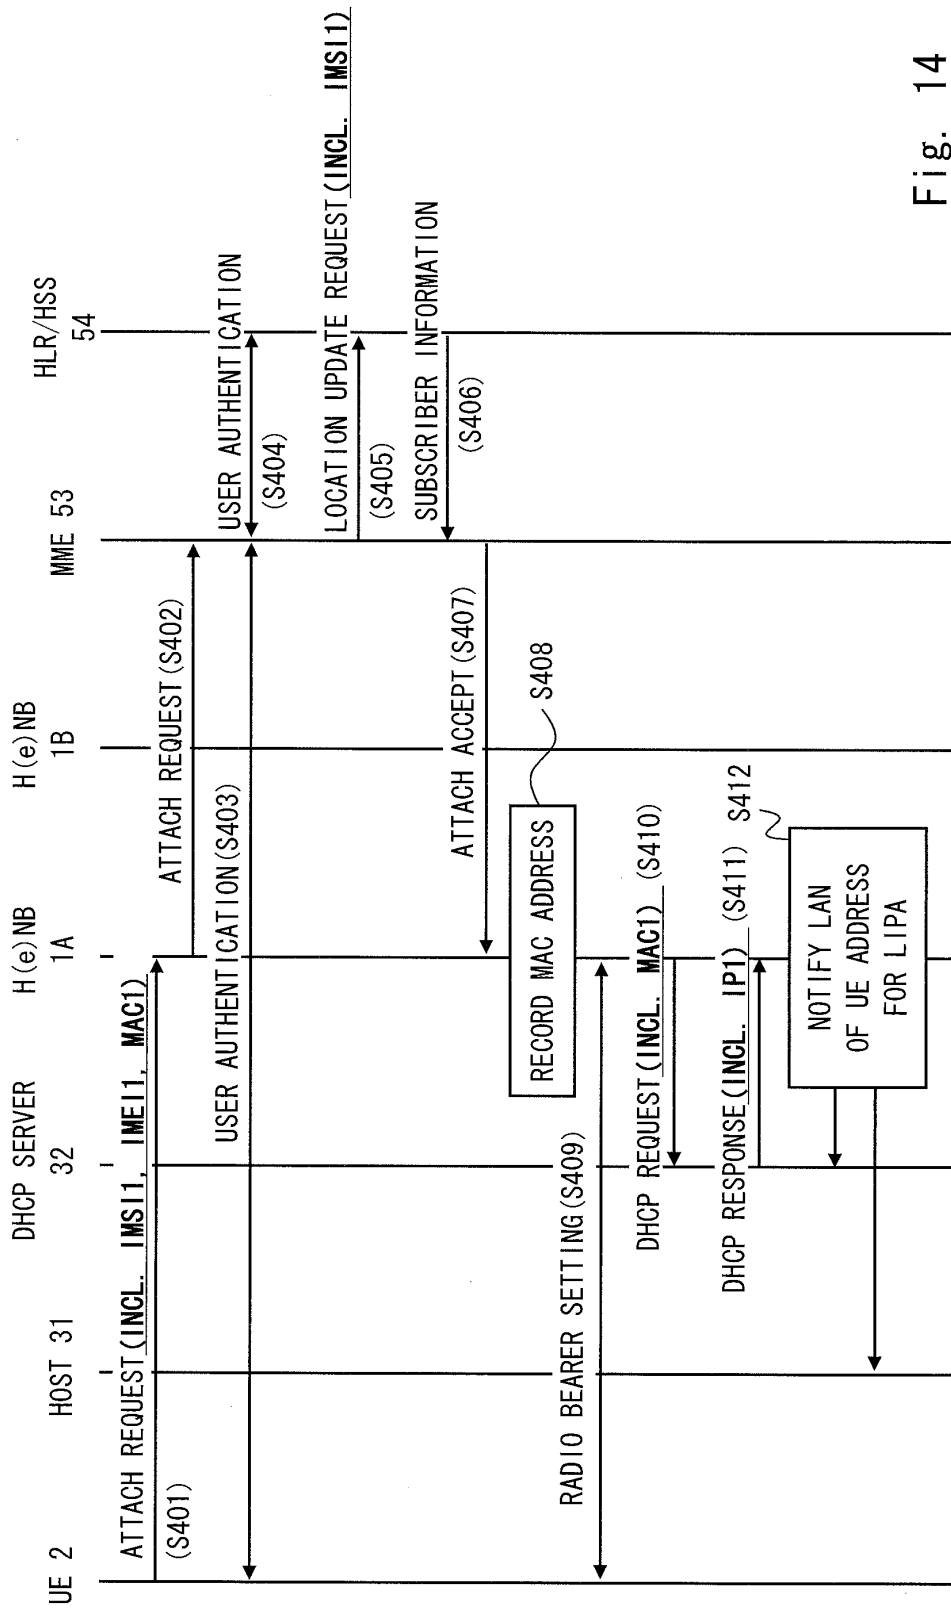 UE 2
HOST 31
DHCP SERVER
32
H(e)NB
1A
H(e)NB
1B
MME 53
HLR/HSS
54
ATTACH REQUEST(INCL. IMSI1, IMEI1, MAC1)
(S401)
ATTACH REQUEST(S402)
USER AUTHENTICATION(S403)
USER AUTHENTICATION
(S404)
LOCATION UPDATE REQUEST(INCL. IMSI1)
(S405)
SUBSCRIBER INFORMATION
(S406)
ATTACH ACCEPT(S407)
RECORD MAC ADDRESS
S408
RADIO BEARER SETTING(S409)
DHCP REQUEST(INCL. MAC1) (S410)
DHCP RESPONSE(INCL. IP1) (S411)
S412
NOTIFY LAN
OF UE ADDRESS
FOR LIPA
Fig. 14